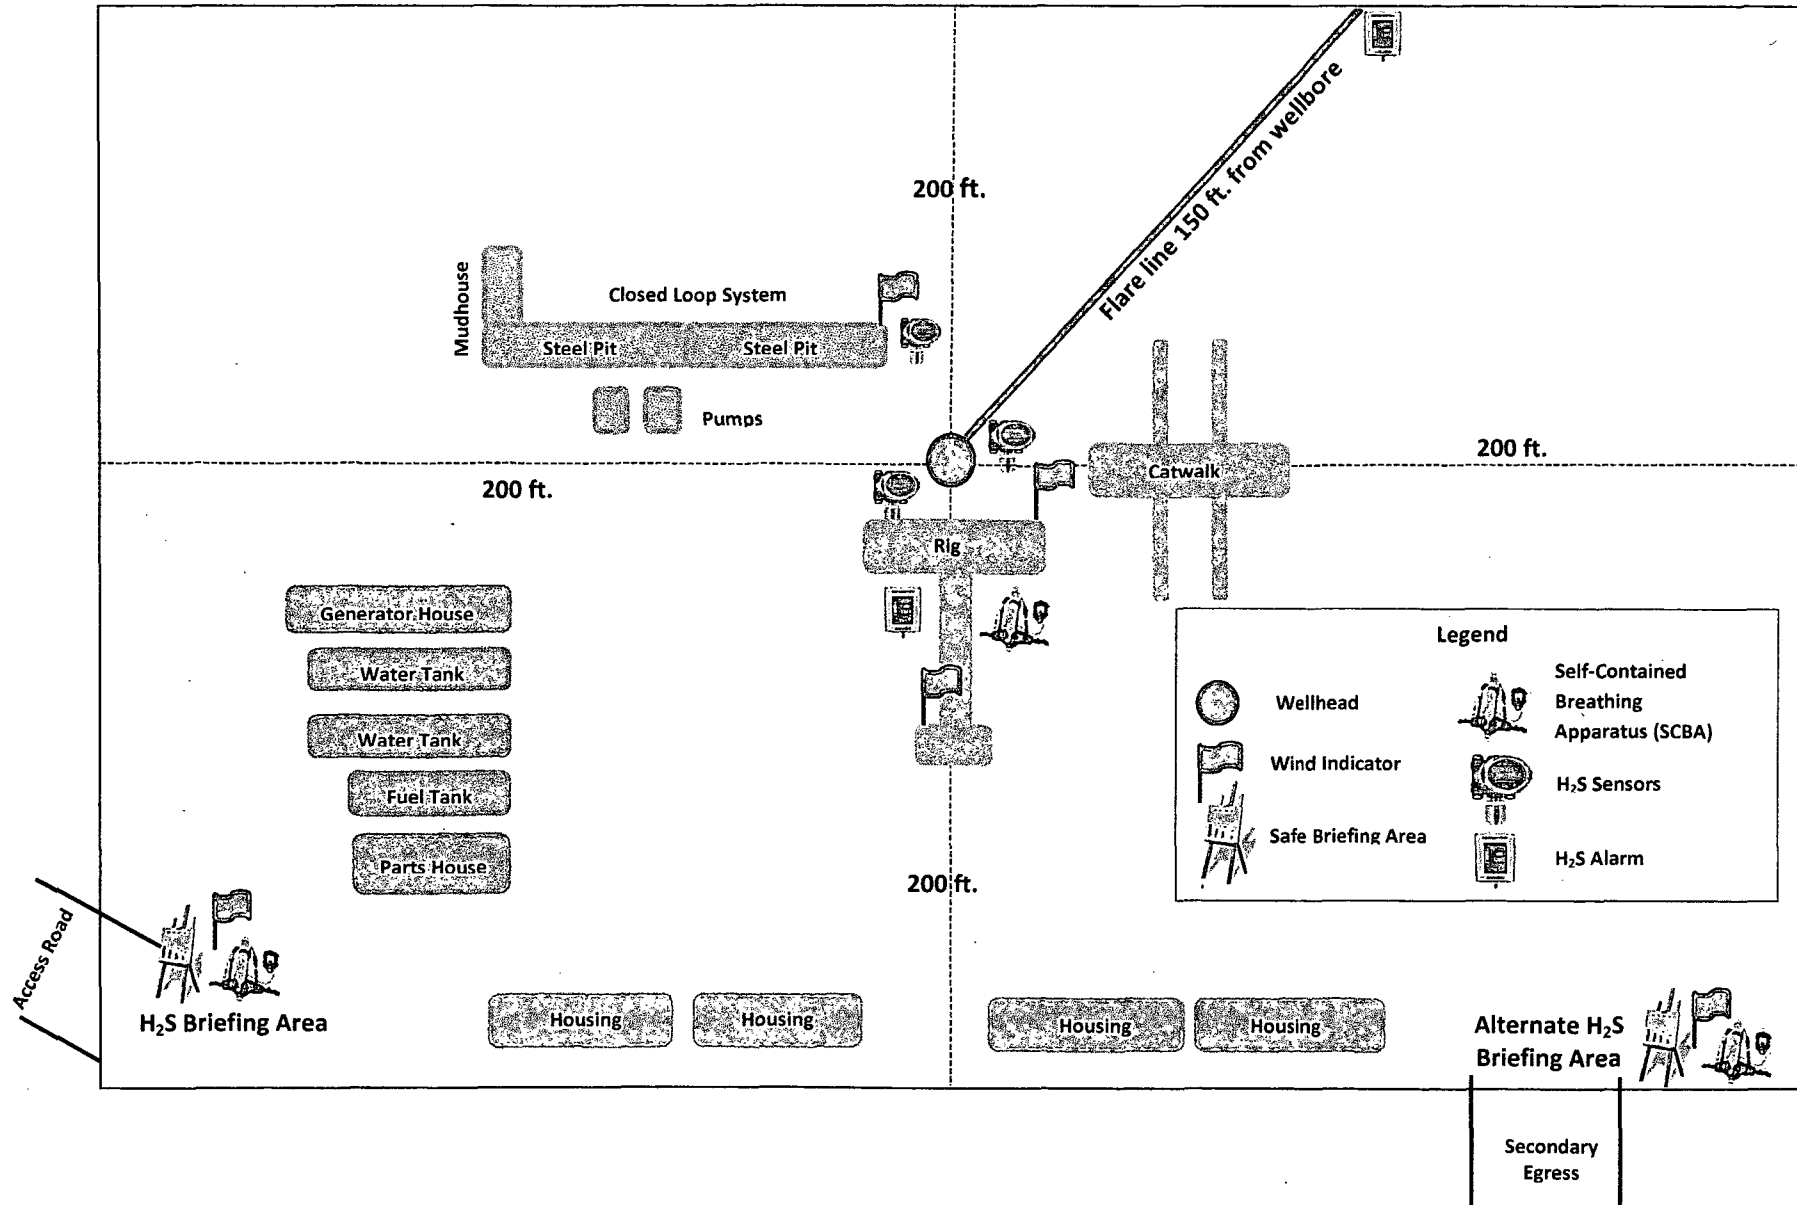 200 ft.
Flare line 150 ft. from wellbore
Mudhouse
Closed Loop System
Steel Pit
Steel Pit
Pumps
200 ft.
200 ft.
Catwalk
Rig
Generator House
Water Tank
Water Tank
Fuel Tank
Parts House
200 ft.
Legend
Wellhead
Wind Indicator
Safe Briefing Area
Self-Contained
Breathing
Apparatus (SCBA)
H₂S Sensors
H₂S Alarm
Access Road
H₂S Briefing Area
Housing
Housing
Housing
Housing
Alternate H₂S
Briefing Area
Secondary
Egress